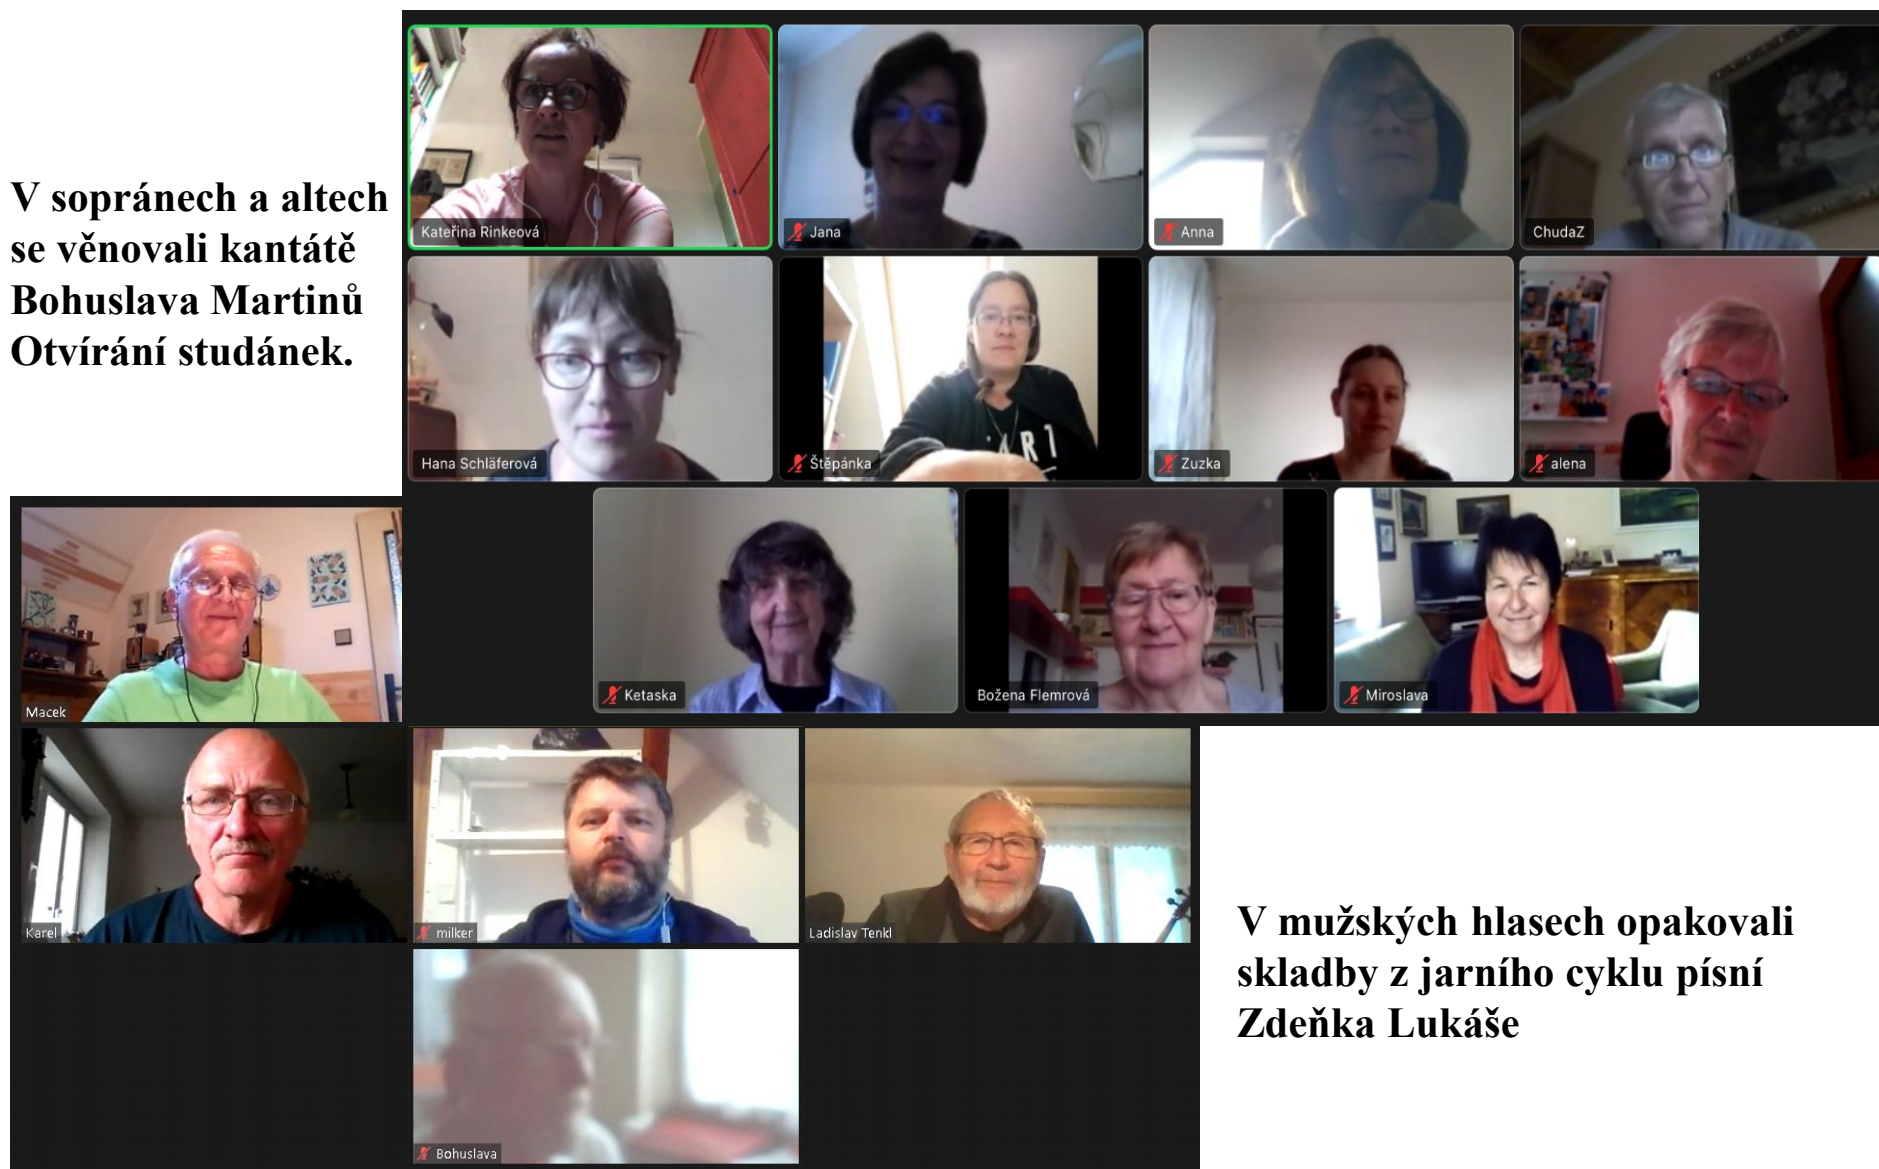 V sopránech a altech
se věnovali kantátě
Bohuslava Martinů
Otvírání studánek.
Kateřina Rinkeová
Jana
Anna
ChudaZ
Hana Schläferová
Štěpánka
Zuzka
alena
Ketaska
Božena Flemrová
Miroslava
Macek
Karel
milker
Ladislav Tenkl
Bohuslava
V mužských hlasech opakovali
skladby z jarního cyklu písní
Zdeňka Lukáše